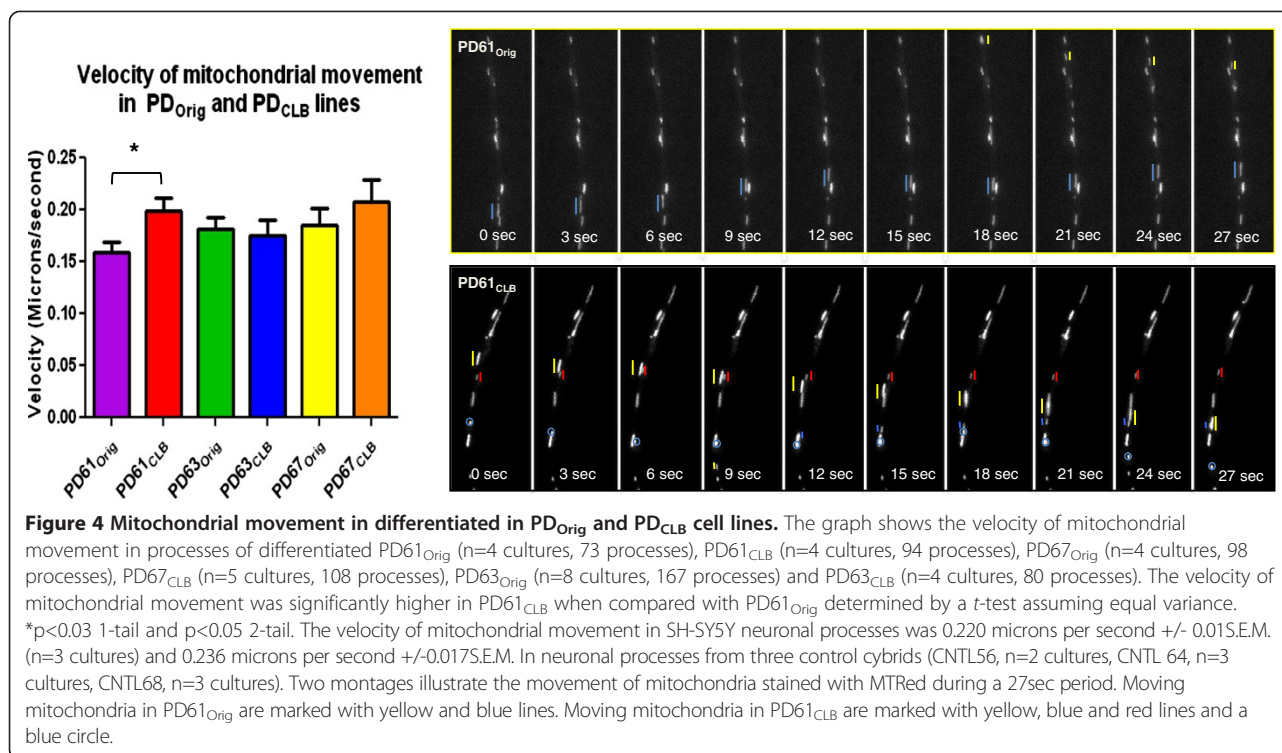 Velocity of mitochondrial movement
in PDOrig and PDCLB lines
*
Velocity (Microns/second)
0.25
0.20
0.15
0.10
0.05
0.00
PD61Orig
PD61CLB
PD63Orig
PD63CLB
PD67Orig
PD67CLB
PD61Orig
0 sec 3 sec 6 sec 9 sec 12 sec 15 sec 18 sec 21 sec 24 sec 27 sec
PD61CLB
0 sec 3 sec 6 sec 9 sec 12 sec 15 sec 18 sec 21 sec 24 sec 27 sec
Figure 4 Mitochondrial movement in differentiated in PDOrig and PDCLB cell lines. The graph shows the velocity of mitochondrial
movement in processes of differentiated PD61Orig (n=4 cultures, 73 processes), PD61CLB (n=4 cultures, 94 processes), PD67Orig (n=4 cultures, 98
processes), PD67CLB (n=5 cultures, 108 processes), PD63Orig (n=8 cultures, 167 processes) and PD63CLB (n=4 cultures, 80 processes). The velocity of
mitochondrial movement was significantly higher in PD61CLB when compared with PD61Orig determined by a t-test assuming equal variance.
*p<0.03 1-tail and p<0.05 2-tail. The velocity of mitochondrial movement in SH-SY5Y neuronal processes was 0.220 microns per second +/- 0.01S.E.M.
(n=3 cultures) and 0.236 microns per second +/-0.017S.E.M. In neuronal processes from three control cybrids (CNTL56, n=2 cultures, CNTL 64, n=3
cultures, CNTL68, n=3 cultures). Two montages illustrate the movement of mitochondria stained with MTRed during a 27sec period. Moving
mitochondria in PD61Orig are marked with yellow and blue lines. Moving mitochondria in PD61CLB are marked with yellow, blue and red lines and a
blue circle.